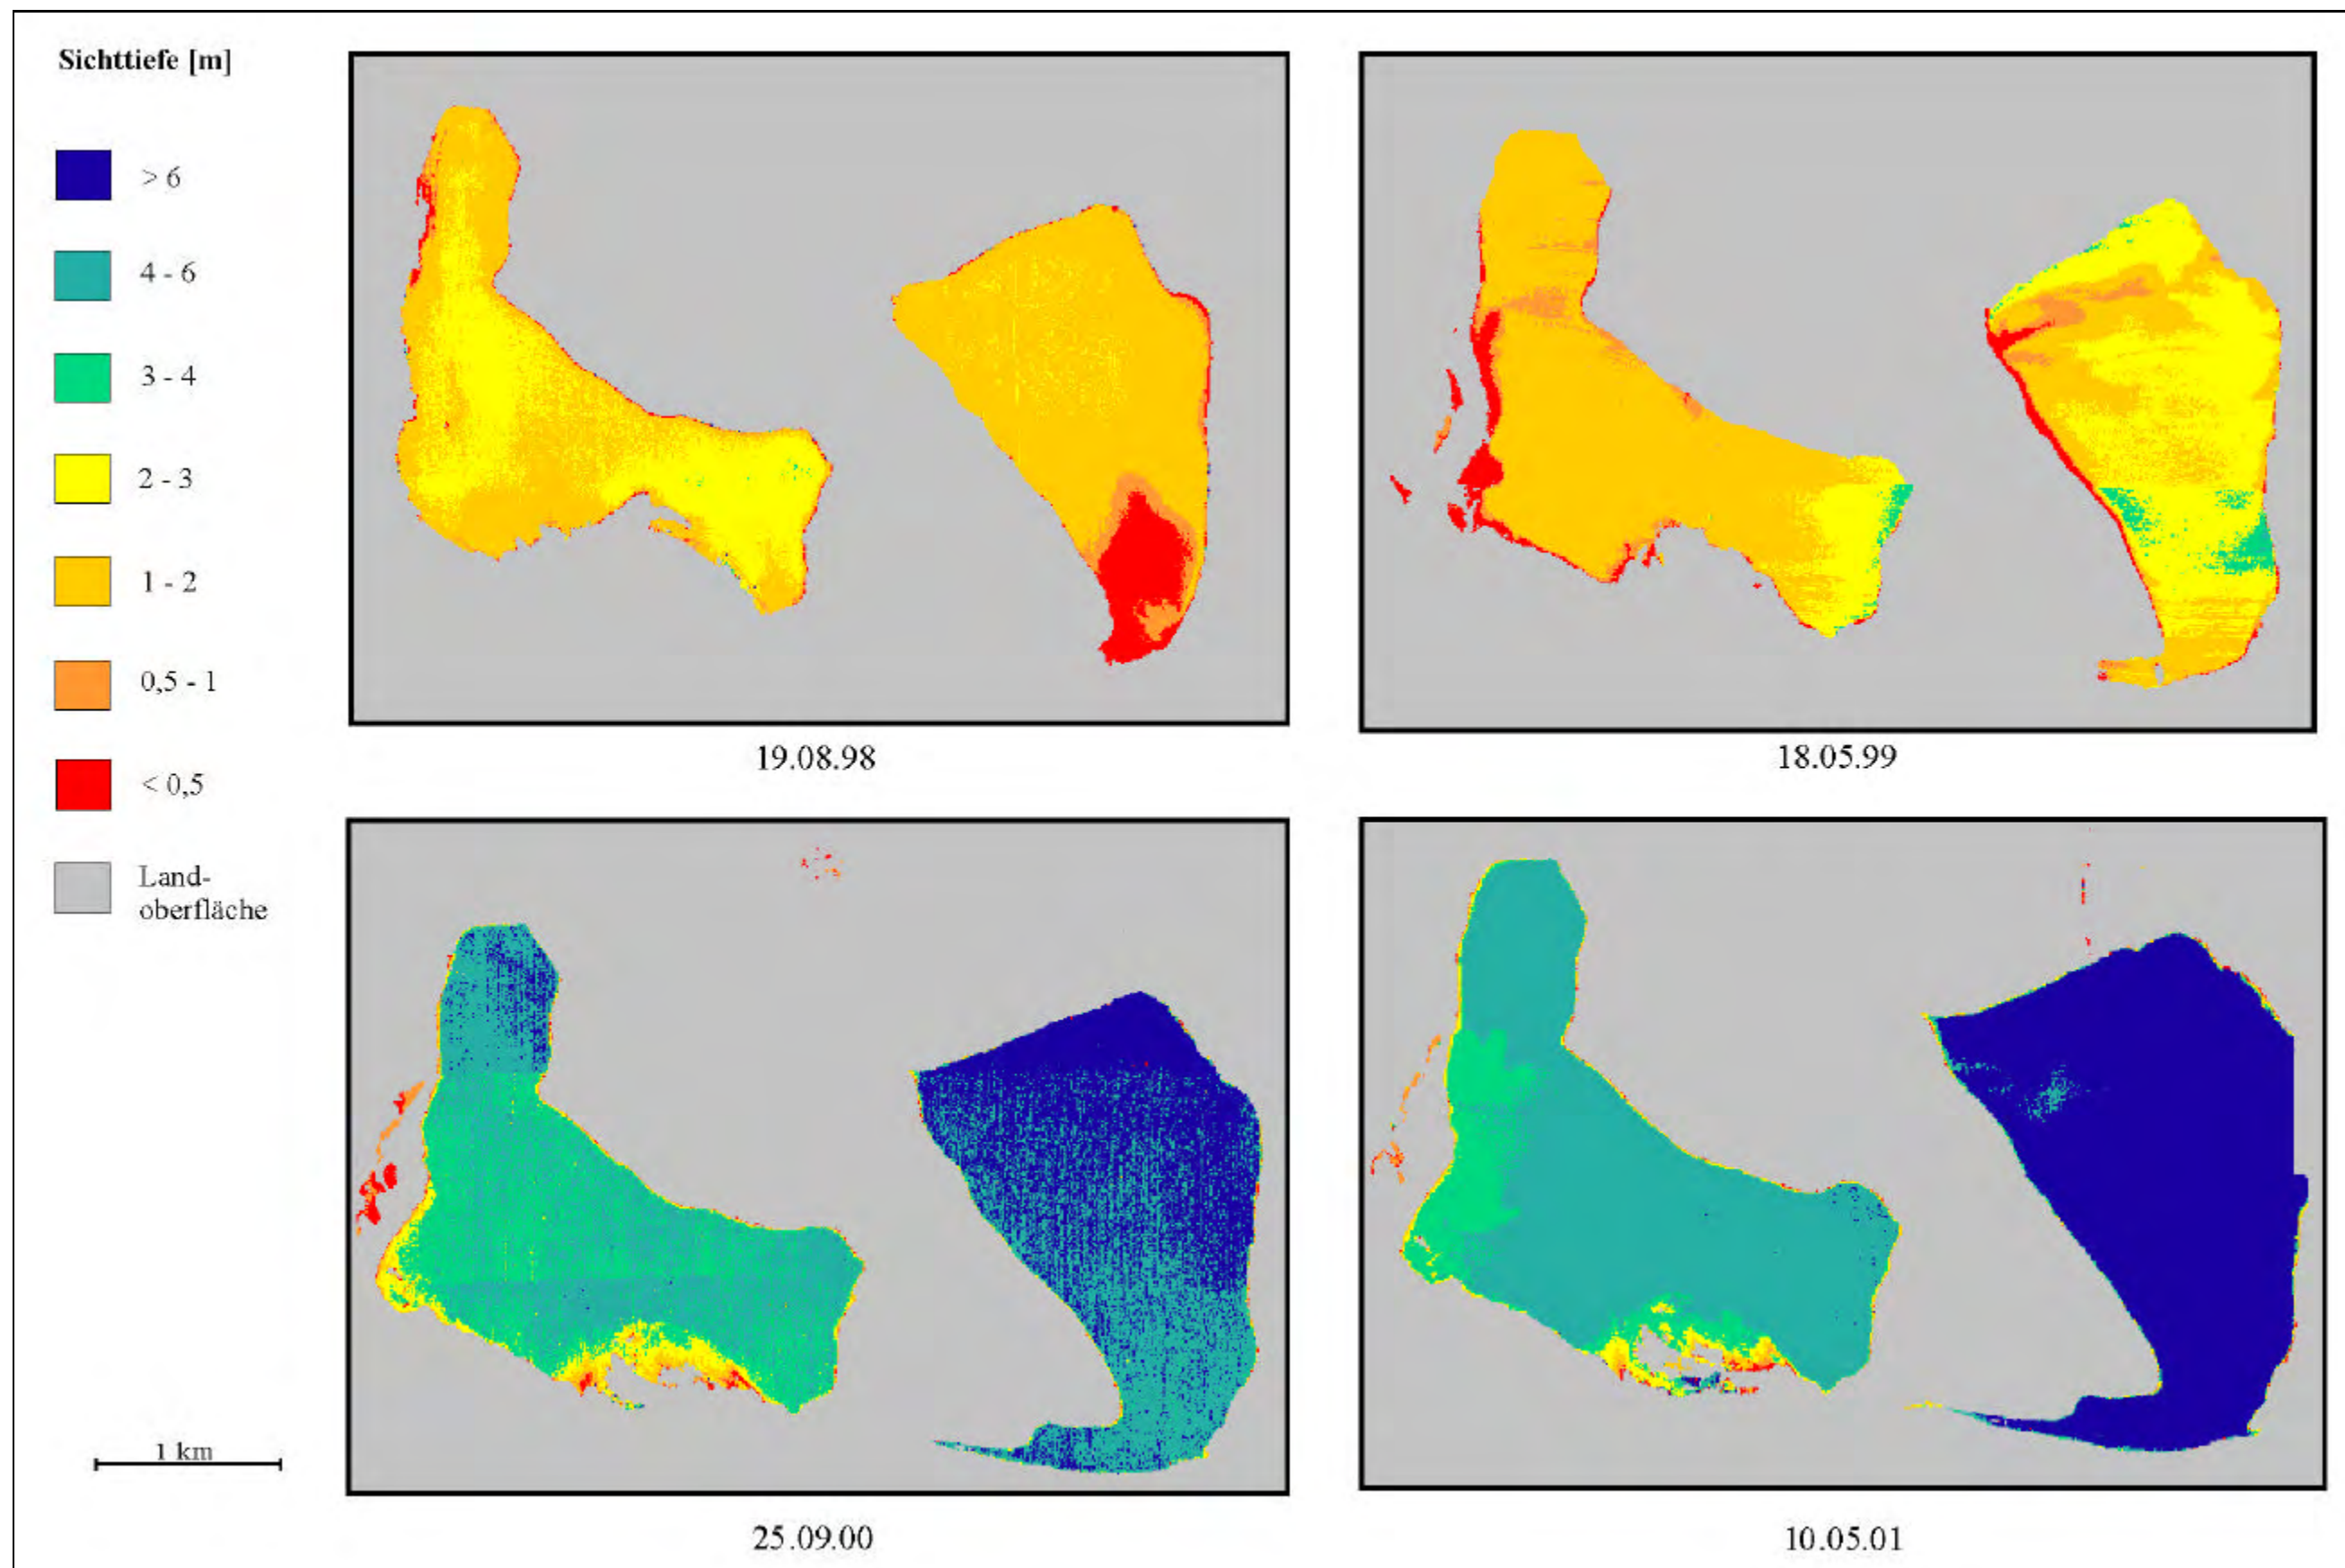 Sichttiefe [m]
> 6
4 - 6
3 - 4
2 - 3
1 - 2
0,5 - 1
< 0,5
Land-
oberfläche
1 km
19.08.98
18.05.99
25.09.00
10.05.01